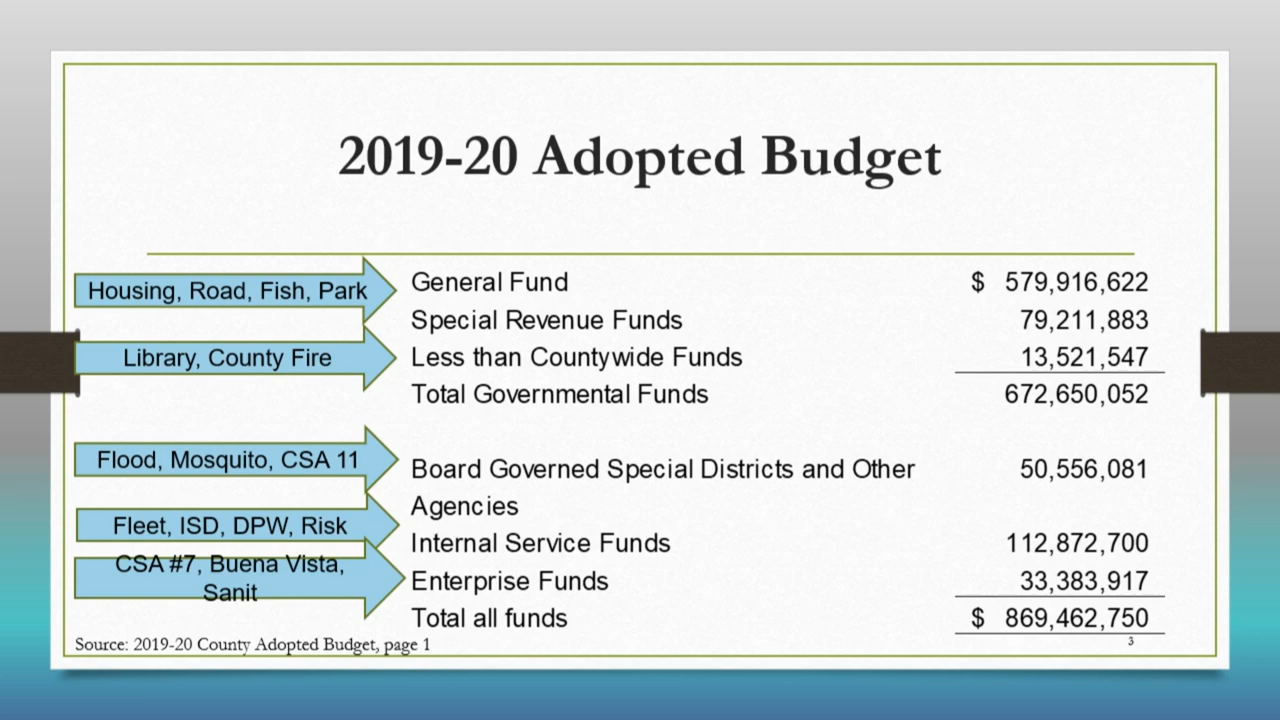 2019-20 Adopted Budget
Housing, Road, Fish, Park
General Fund $ 579,916,622
Special Revenue Funds 79,211,883
Library, County Fire
Less than Countywide Funds 13,521,547
Total Governmental Funds 672,650,052
Flood, Mosquito, CSA 11
Board Governed Special Districts and Other 50,556,081
Agencies
Fleet, ISD, DPW, Risk
Internal Service Funds 112,872,700
CSA #7, Buena Vista,
Sanit
Enterprise Funds 33,383,917
Total all funds $ 869,462,750
Source: 2019-20 County Adopted Budget, page 1
3